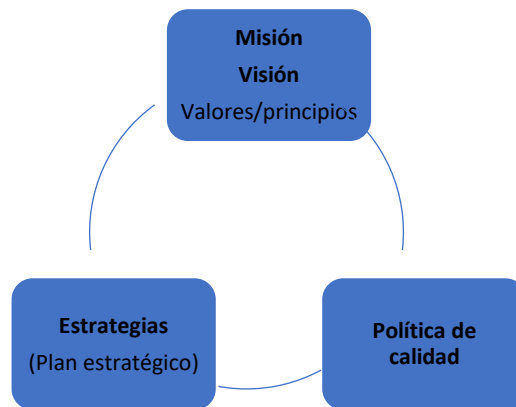 Misión
Visión
Valores/principios
Estrategias
(Plan estratégico)
Política de
calidad